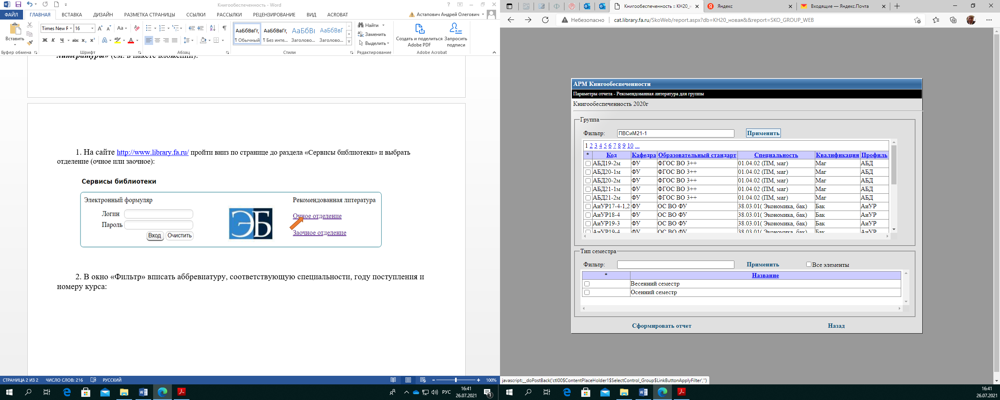 Книгообеспеченность - Word
ФАЙЛ ГЛАВНАЯ ВСТАВКА ДИЗАЙН РАЗМЕТКА СТРАНИЦЫ ССЫЛКИ РАССЫЛКИ РЕЦЕНЗИРОВАНИЕ ВИД ACROBAT Астапович Андрей Олегович
Вставить
Буфер обмена
Times New R 16
Aa
Ж К Ч abc x₂ x²
Шрифт
Абзац
АаБбВвГг, АаБбВвГг, АаБбВв АаБбВвГ
¶ Обычный ¶ Без инте... Заголово... Заголово...
Стили
Найти
Заменить
Выделить
Редактирование
Создать и поделиться Adobe PDF
Запросить подписи
Adobe Acrobat
литературы» (см. в пакете вложений).
1. На сайте http://www.library.fa.ru/ пройти вниз по странице до раздела «Сервисы библиотеки» и выбрать
отделение (очное или заочное):
Сервисы библиотеки
Электронный формуляр
Логин
Пароль
Вход Очистить
ЭБ
Рекомендованная литература
Очное отделение
Заочное отделение
2. В окно «Фильтр» вписать аббревиатуру, соответствующую специальности, году поступления и
номеру курса:
СТРАНИЦА 2 ИЗ 2 ЧИСЛО СЛОВ: 216 РУССКИЙ 100%
РУС 16:41
26.07.2021
1
Книгообеспеченность :: KH20_н
Яндекс
Входящие — Яндекс.Почта
Небезопасно cat.library.fa.ru/SkoWeb/report.aspx?db=KH20_новая&&report=SKO_GROUP_WEB
АРМ Книгообеспеченности
Параметры отчета - Рекомендованная литература для группы
Книгообеспеченность 2020г
Группа
Фильтр: ПВСиМ21-1 Применить
1 2 3 4 5 6 7 8 9 10 ...
* Код Кафедра Образовательный стандарт Специальность Квалификация Профиль
АБД19-2м ФУ ФГОС ВО 3++ 01.04.02 (ПМ, маг) Маг АБД
АБД20-1м ФУ ФГОС ВО 3++ 01.04.02 (ПМ, маг) Маг АБД
АБД20-2м ФУ ФГОС ВО 3++ 01.04.02 (ПМ, маг) Маг АБД
АБД21-1м ФУ ФГОС ВО 3++ 01.04.02 (ПМ, маг) Маг АБД
АБД21-2м ФУ ФГОС ВО 3++ 01.04.02 (ПМ, маг) Маг АБД
АиУР17-4-1,2 ФУ ОС ВО ФУ 38.03.01( Экономика, бак) Бак АиУР
АиУР18-4 ФУ ОС ВО ФУ 38.03.01( Экономика, бак) Бак АиУР
АиУР19-3 ФУ ОС ВО ФУ 38.03.01( Экономика, бак) Бак АиУР
АиУР19-4 ФУ ОС ВО ФУ 38.03.01( Экономика, бак) Бак АиУР
Тип семестра
Фильтр: Применить Все элементы
* Название
Весенний семестр
Осенний семестр
Сформировать отчет Назад
javascript:__doPostBack('ctl00$ContentPlaceHolder1$SelectControl_Group$LinkButtonApplyFilter','')
16:41
26.07.2021